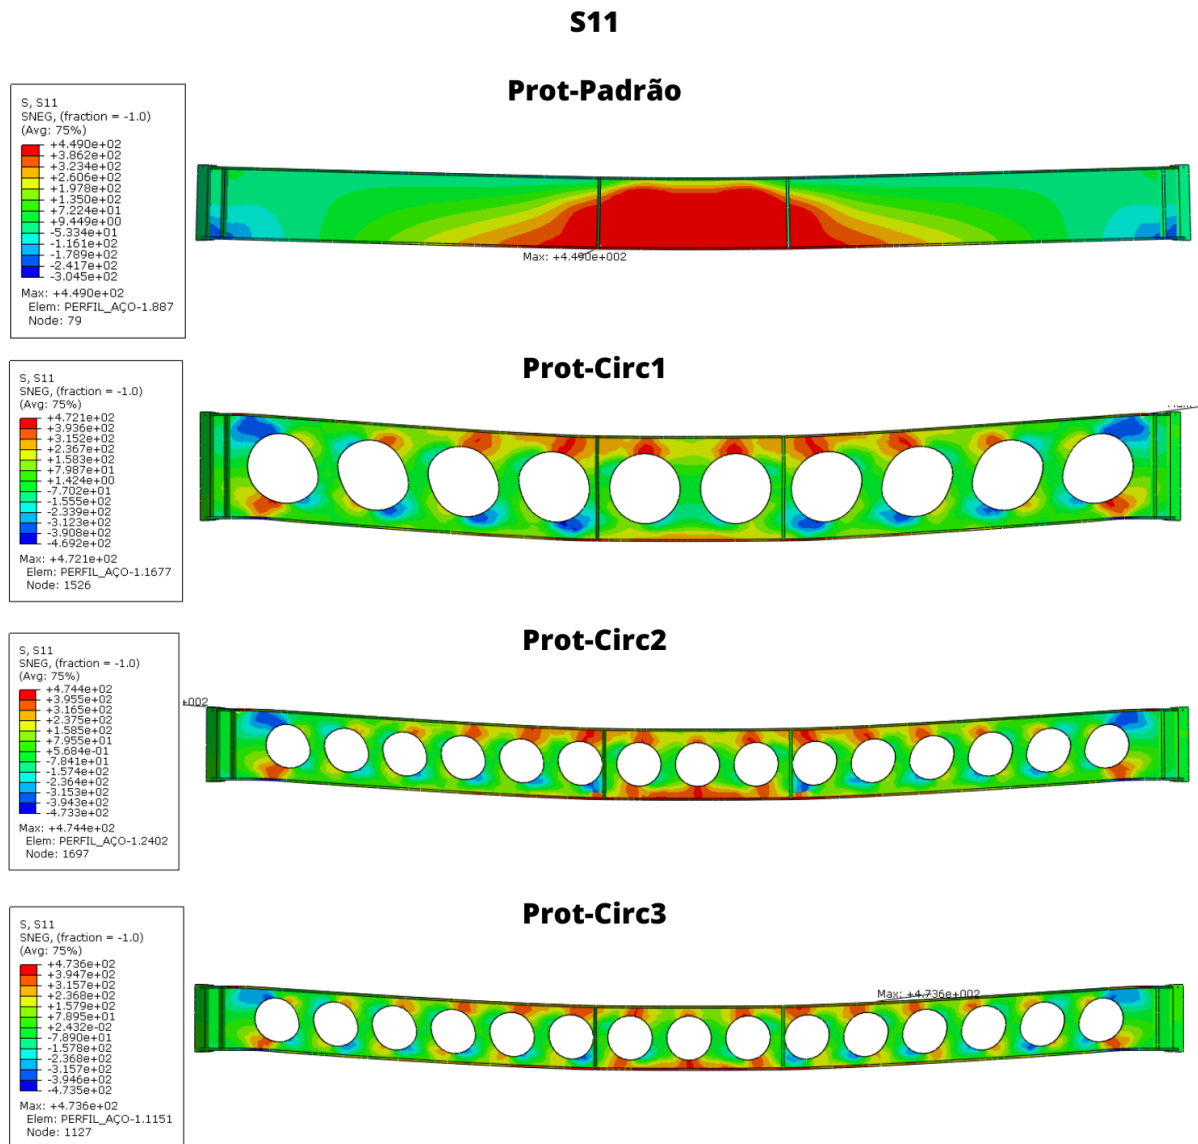 S11
Prot-Padrão
S, S11
SNEG, (fraction = -1.0)
(Avg: 75%)
+4.490e+02
+3.862e+02
+3.234e+02
+2.606e+02
+1.978e+02
+1.350e+02
+7.224e+01
+9.449e+00
-5.334e+01
-1.161e+02
-1.789e+02
-2.417e+02
-3.045e+02
Max: +4.490e+02
Elem: PERFIL_AÇO-1.887
Node: 79
Max: +4.490e+002
Prot-Circ1
S, S11
SNEG, (fraction = -1.0)
(Avg: 75%)
+4.721e+02
+3.936e+02
+3.152e+02
+2.367e+02
+1.583e+02
+7.987e+01
+1.424e+00
-7.702e+01
-1.555e+02
-2.339e+02
-3.123e+02
-3.908e+02
-4.692e+02
Max: +4.721e+02
Elem: PERFIL_AÇO-1.1677
Node: 1526
Prot-Circ2
S, S11
SNEG, (fraction = -1.0)
(Avg: 75%)
+4.744e+02
+3.955e+02
+3.165e+02
+2.375e+02
+1.585e+02
+7.955e+01
+5.684e-01
-7.841e+01
-1.574e+02
-2.364e+02
-3.153e+02
-3.943e+02
-4.733e+02
Max: +4.744e+02
Elem: PERFIL_AÇO-1.2402
Node: 1697
+002
Prot-Circ3
S, S11
SNEG, (fraction = -1.0)
(Avg: 75%)
+4.736e+02
+3.947e+02
+3.157e+02
+2.368e+02
+1.579e+02
+7.895e+01
+2.432e-02
-7.890e+01
-1.578e+02
-2.368e+02
-3.157e+02
-3.946e+02
-4.735e+02
Max: +4.736e+02
Elem: PERFIL_AÇO-1.1151
Node: 1127
Max: +4.736e+002